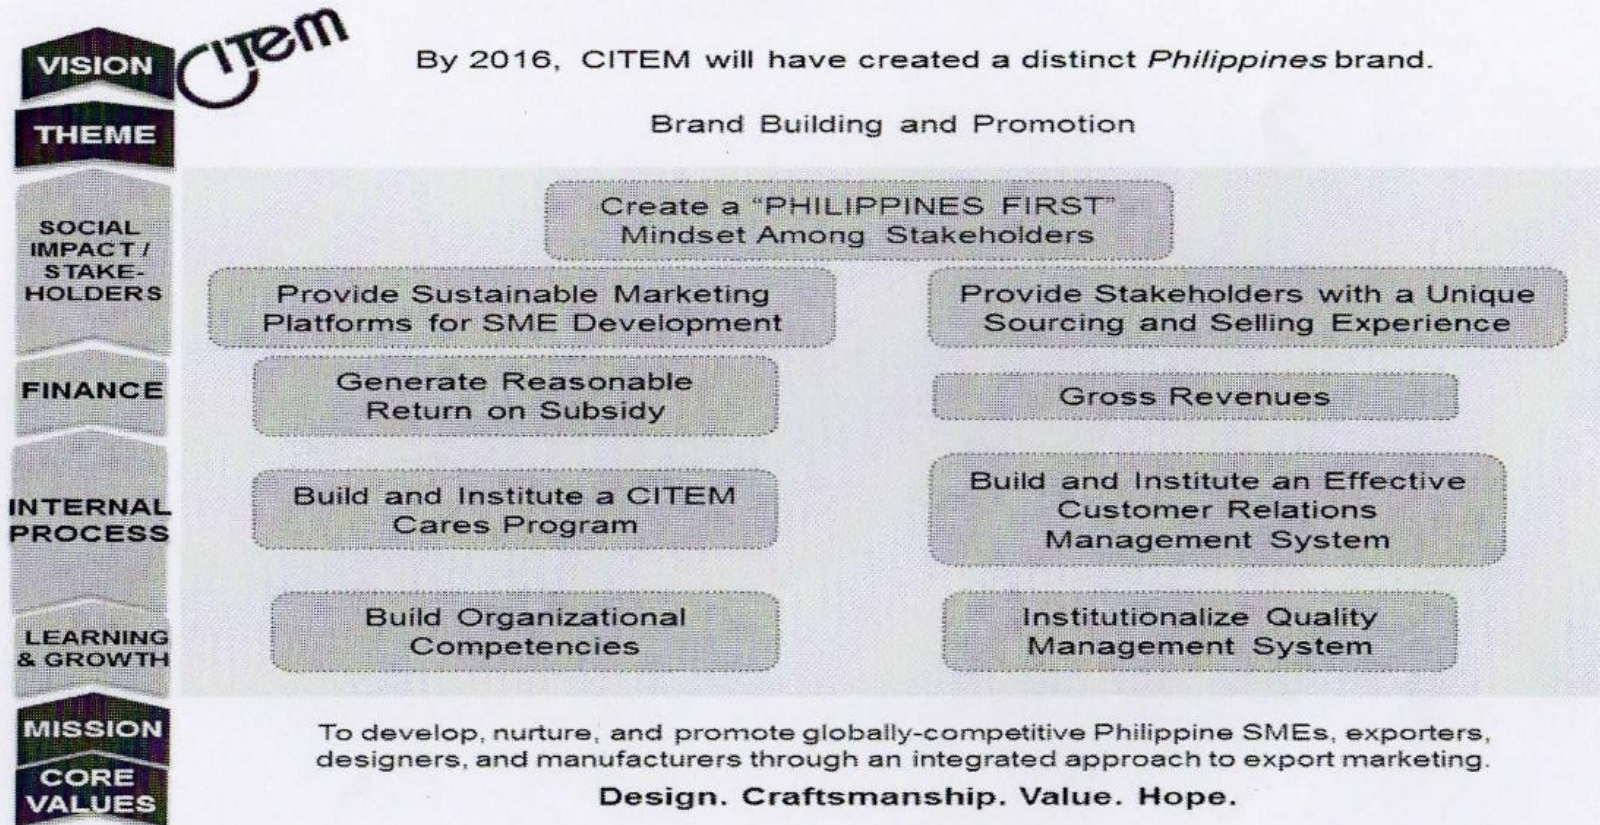 VISION
CITem
By 2016, CITEM will have created a distinct Philippines brand.
THEME
Brand Building and Promotion
SOCIAL
IMPACT /
STAKE-
HOLDERS
Create a "PHILIPPINES FIRST"
Mindset Among Stakeholders
Provide Sustainable Marketing
Platforms for SME Development
Provide Stakeholders with a Unique
Sourcing and Selling Experience
FINANCE
Generate Reasonable
Return on Subsidy
Gross Revenues
INTERNAL
PROCESS
Build and Institute a CITEM
Cares Program
Build and Institute an Effective
Customer Relations
Management System
LEARNING
& GROWTH
Build Organizational
Competencies
Institutionalize Quality
Management System
MISSION
To develop, nurture, and promote globally-competitive Philippine SMEs, exporters,
designers, and manufacturers through an integrated approach to export marketing.
CORE
VALUES
Design. Craftsmanship. Value. Hope.